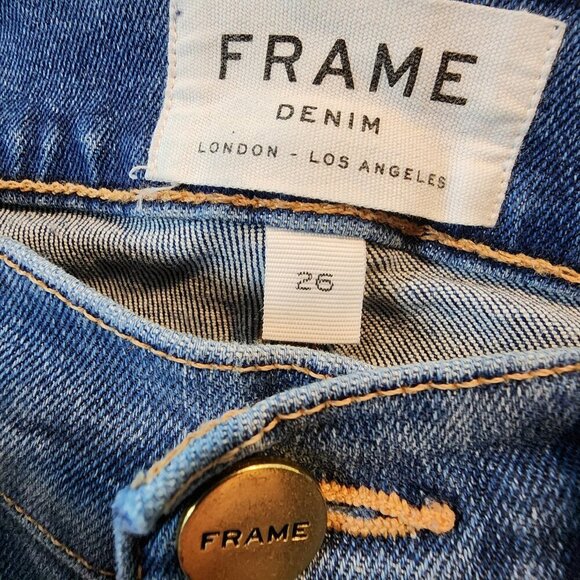 FRAME
DENIM
LONDON - LOS ANGELES
26
FRAME